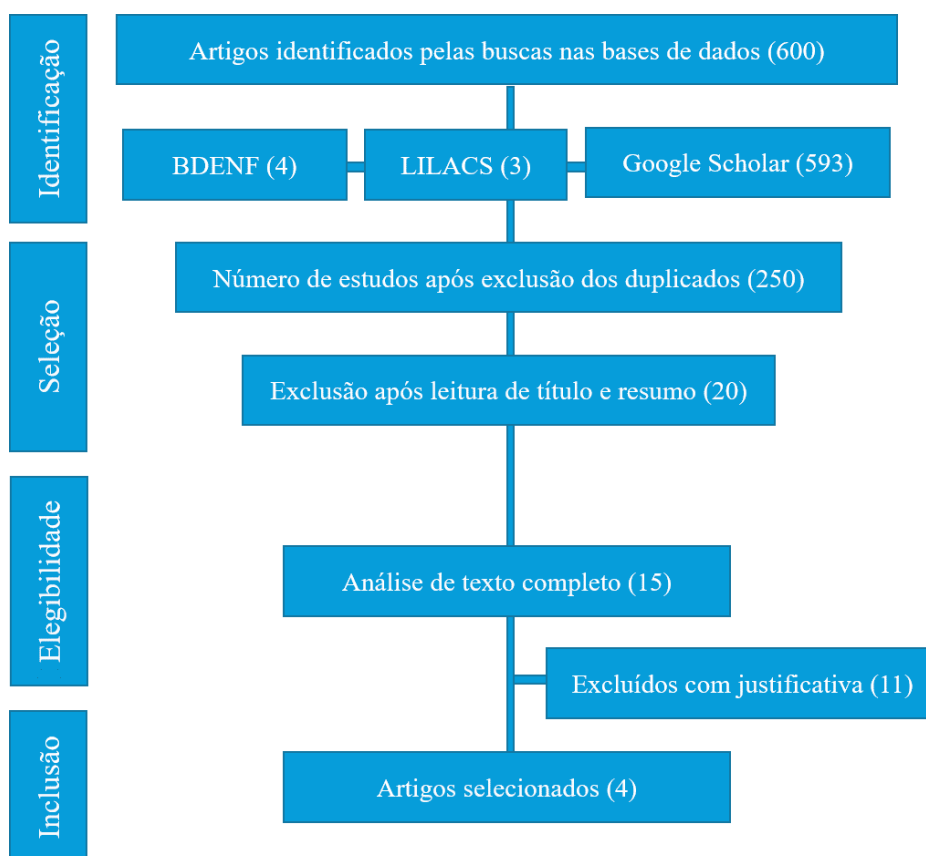 Identificação
Artigos identificados pelas buscas nas bases de dados (600)
BDENF (4)
LILACS (3)
Google Scholar (593)
Seleção
Número de estudos após exclusão dos duplicados (250)
Exclusão após leitura de título e resumo (20)
Elegibilidade
Análise de texto completo (15)
Excluídos com justificativa (11)
Inclusão
Artigos selecionados (4)